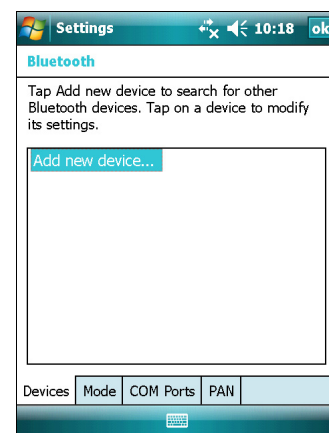 Settings 10:18 ok
Bluetooth
Tap Add new device to search for other
Bluetooth devices. Tap on a device to modify
its settings.
Add new device...
Devices Mode COM Ports PAN